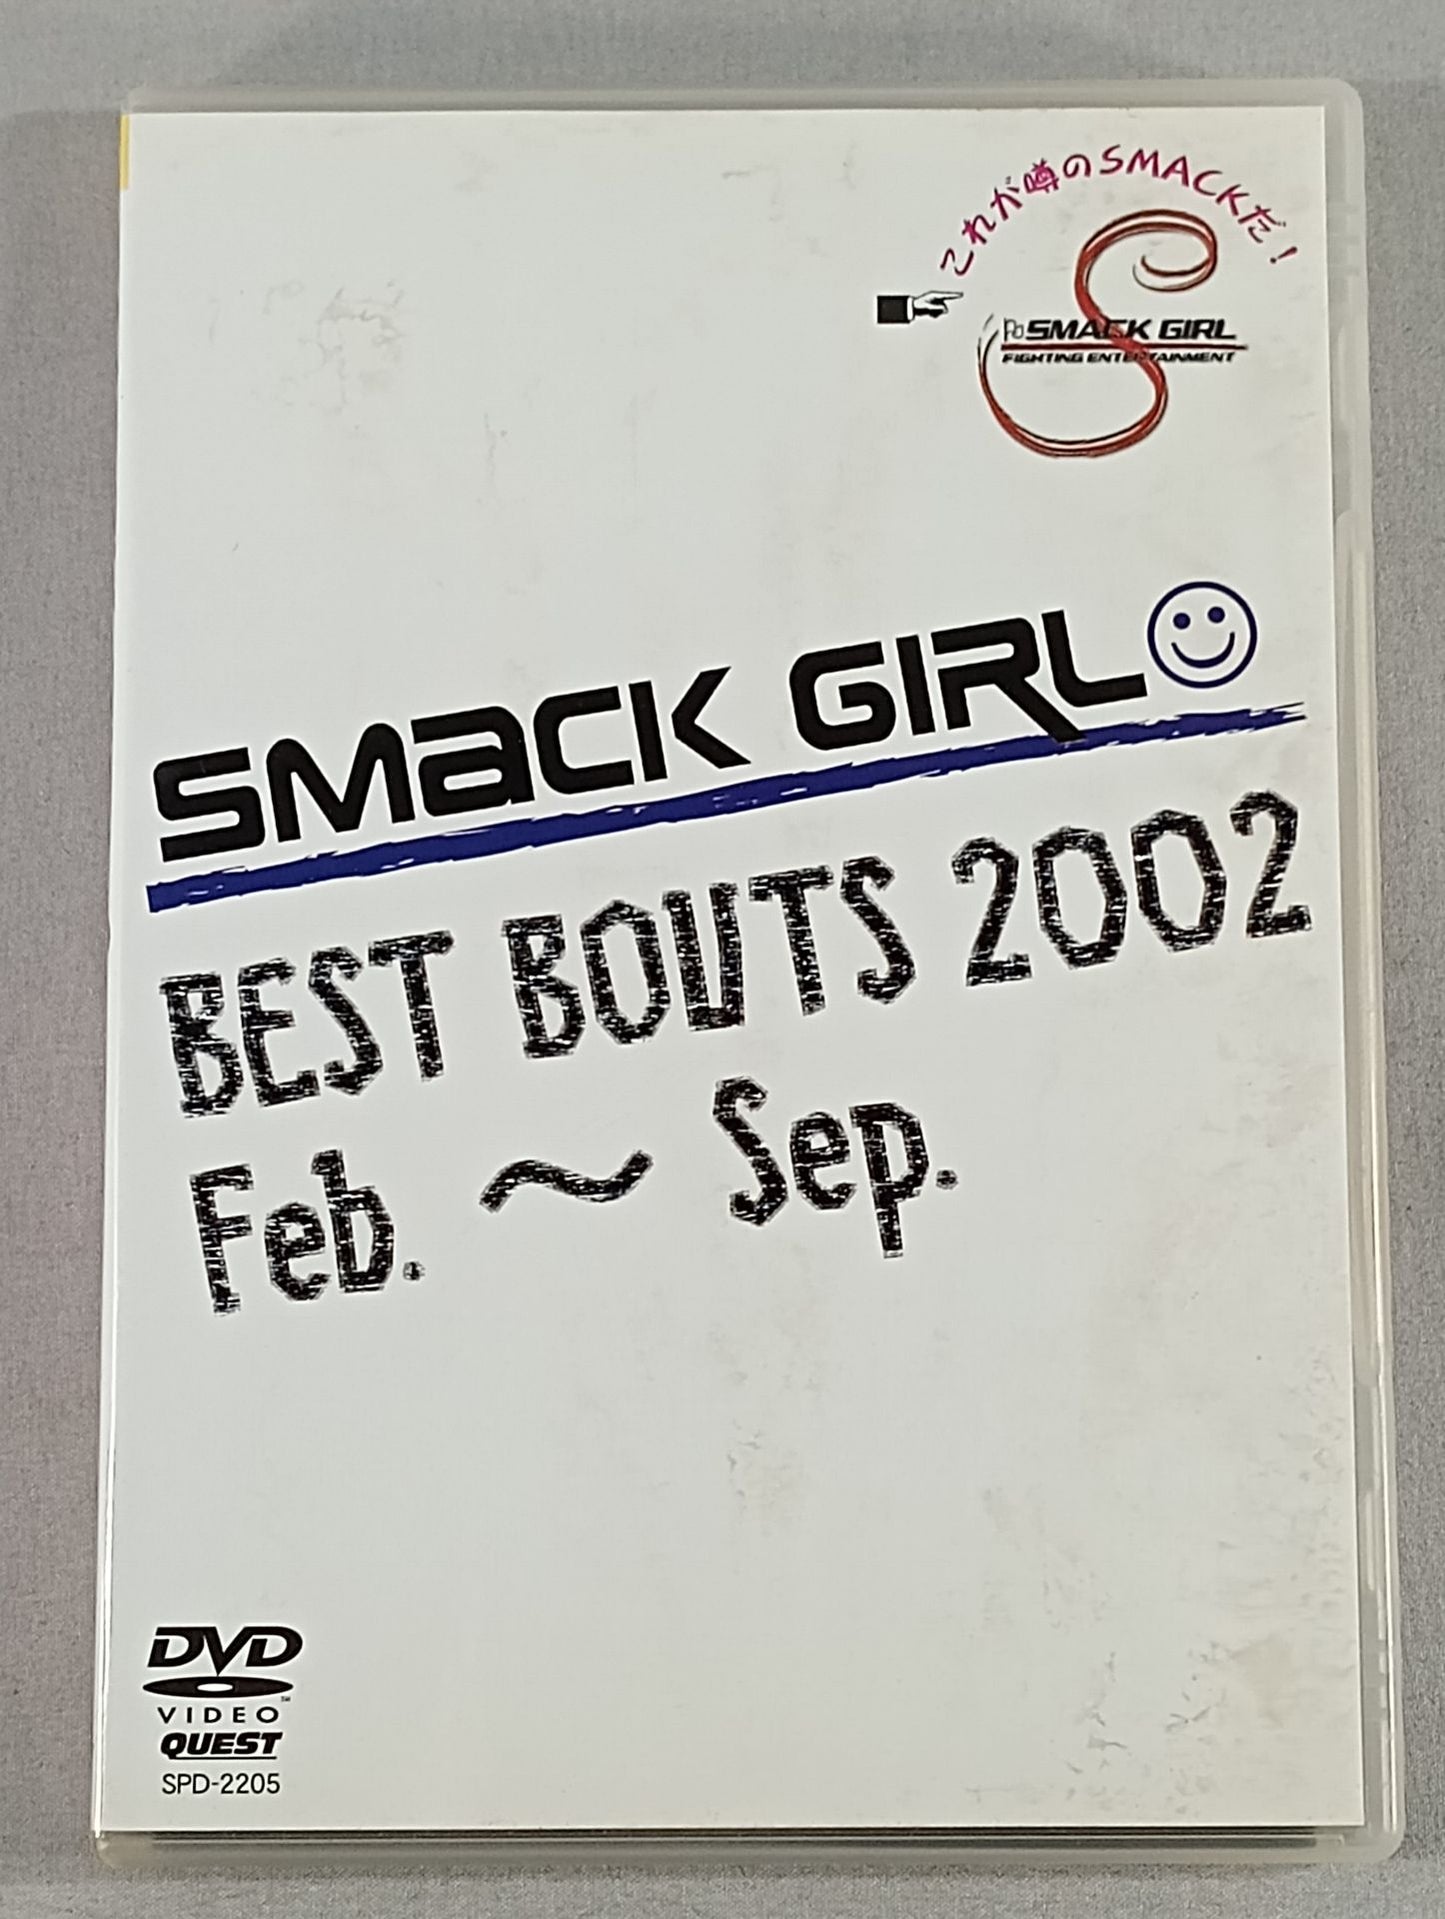 これが噂のSMACKだ!
SMACK GIRL
FIGHTING ENTERTAINMENT
SMACK GIRL
BEST BOUTS 2002
Feb. ～ Sep.
DVD
VIDEO™
QUEST
SPD-2205